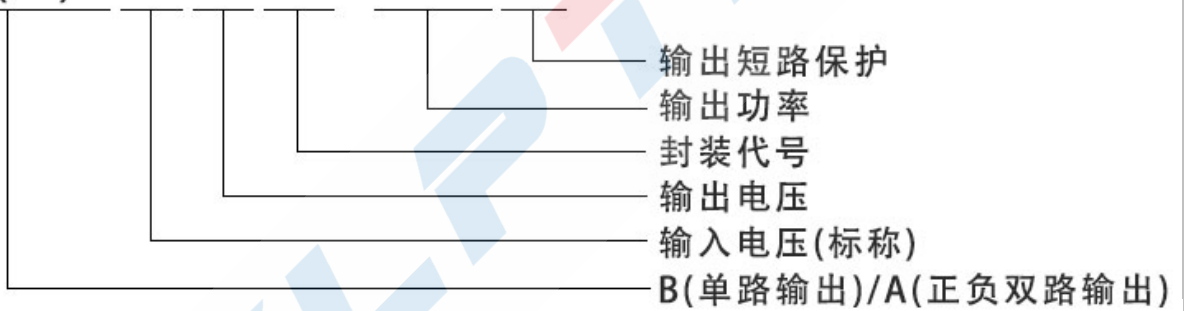 输出短路保护
输出功率
封装代号
输出电压
输入电压(标称)
B(单路输出)/A(正负双路输出)